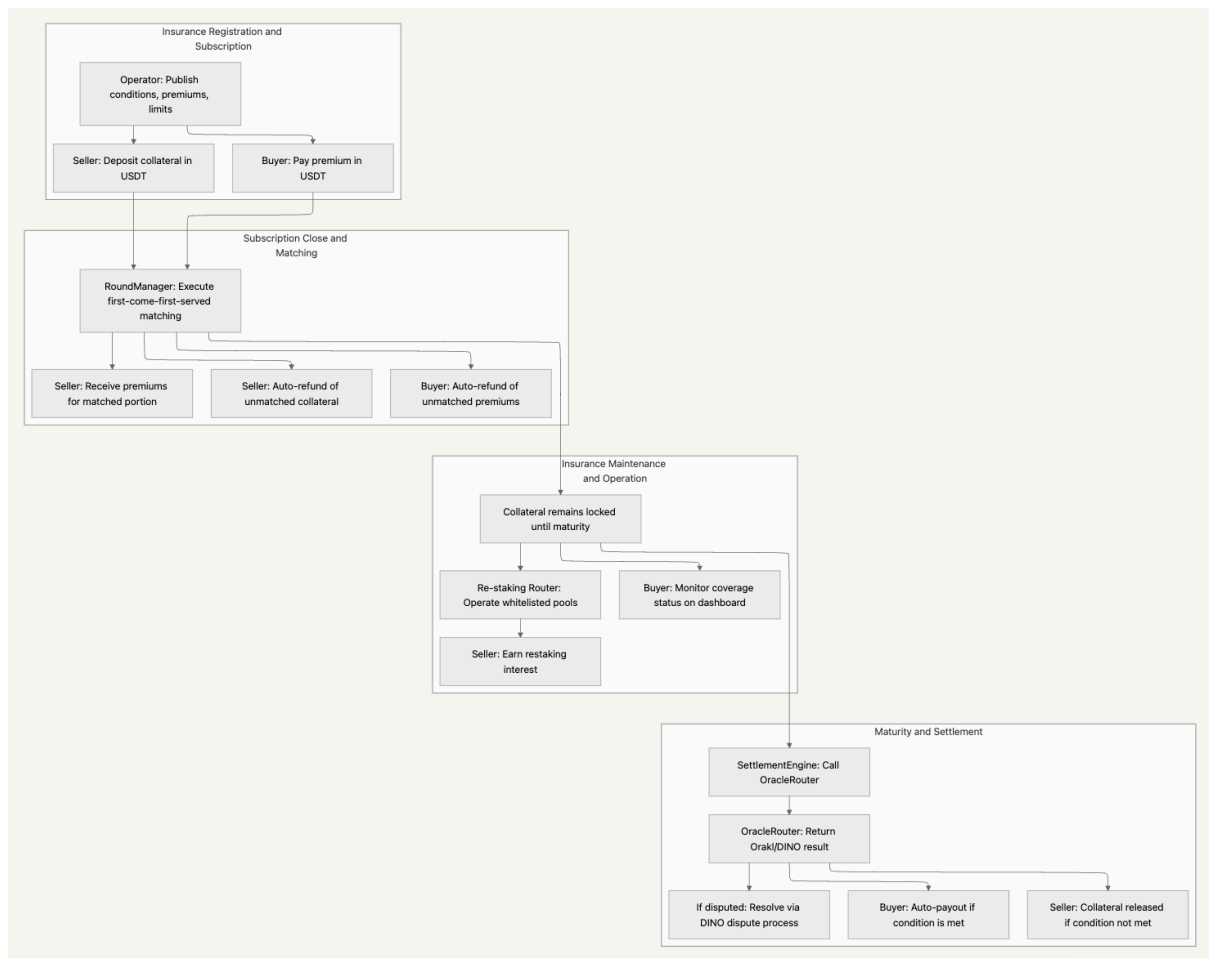 Insurance Registration and
Subscription
Operator: Publish
conditions, premiums,
limits
Seller: Deposit collateral in
USDT
Buyer: Pay premium in
USDT
Subscription Close and
Matching
RoundManager: Execute
first-come-first-served
matching
Seller: Receive premiums
for matched portion
Seller: Auto-refund of
unmatched collateral
Buyer: Auto-refund of
unmatched premiums
Insurance Maintenance
and Operation
Collateral remains locked
until maturity
Re-staking Router:
Operate whitelisted pools
Buyer: Monitor coverage
status on dashboard
Seller: Earn restaking
interest
Maturity and Settlement
SettlementEngine: Call
OracleRouter
OracleRouter: Return
Orakl/DINO result
If disputed: Resolve via
DINO dispute process
Buyer: Auto-payout if
condition is met
Seller: Collateral released
if condition not met